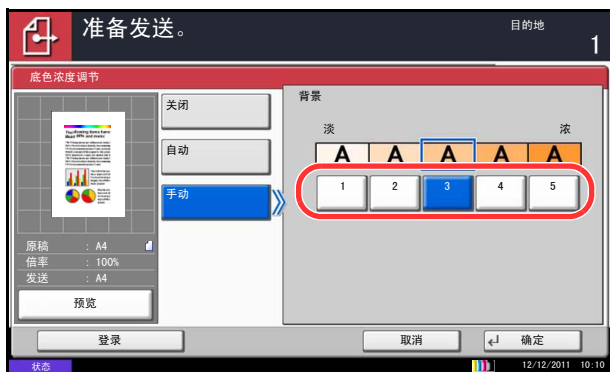 准备发送。
目的地
1
底色浓度调节
关闭
自动
手动
背景
淡 浓
A A A A A
1 2 3 4 5
原稿 : A4
倍率 : 100%
发送 : A4
预览
登录
取消
确定
状态
12/12/2011 10:10